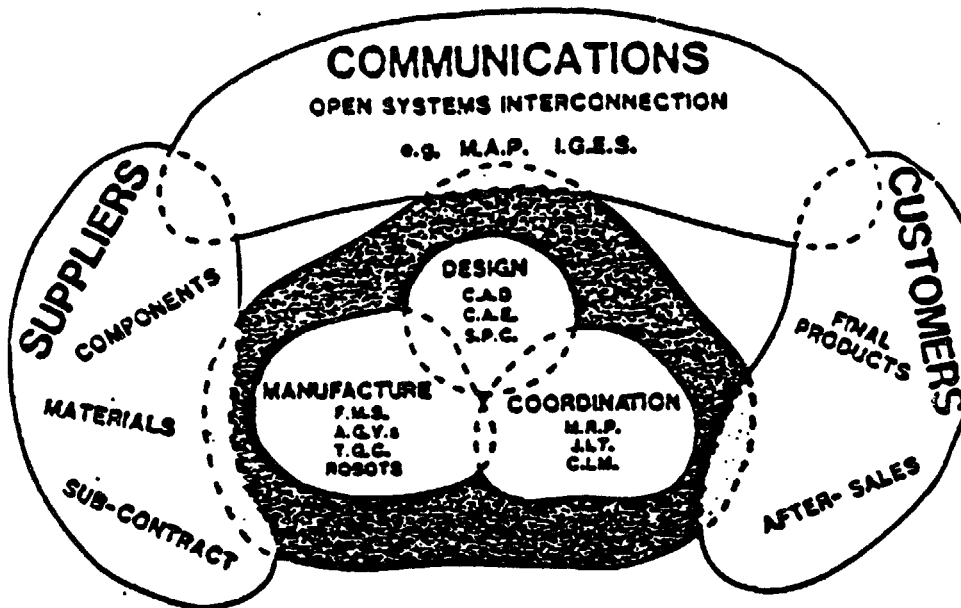 COMMUNICATIONS
OPEN SYSTEMS INTERCONNECTION
e.g. M.A.P. I.G.E.S.
SUPPLIERS
COMPONENTS
MATERIALS
SUB-CONTRACT
DESIGN
C.A.D
C.A.E.
S.P.C.
MANUFACTURE
F.M.S.
A.G.V.s
T.Q.C.
ROBOTS
COORDINATION
M.R.P.
J.I.T.
C.I.M.
CUSTOMERS
FINAL
PRODUCTS
AFTER-SALES